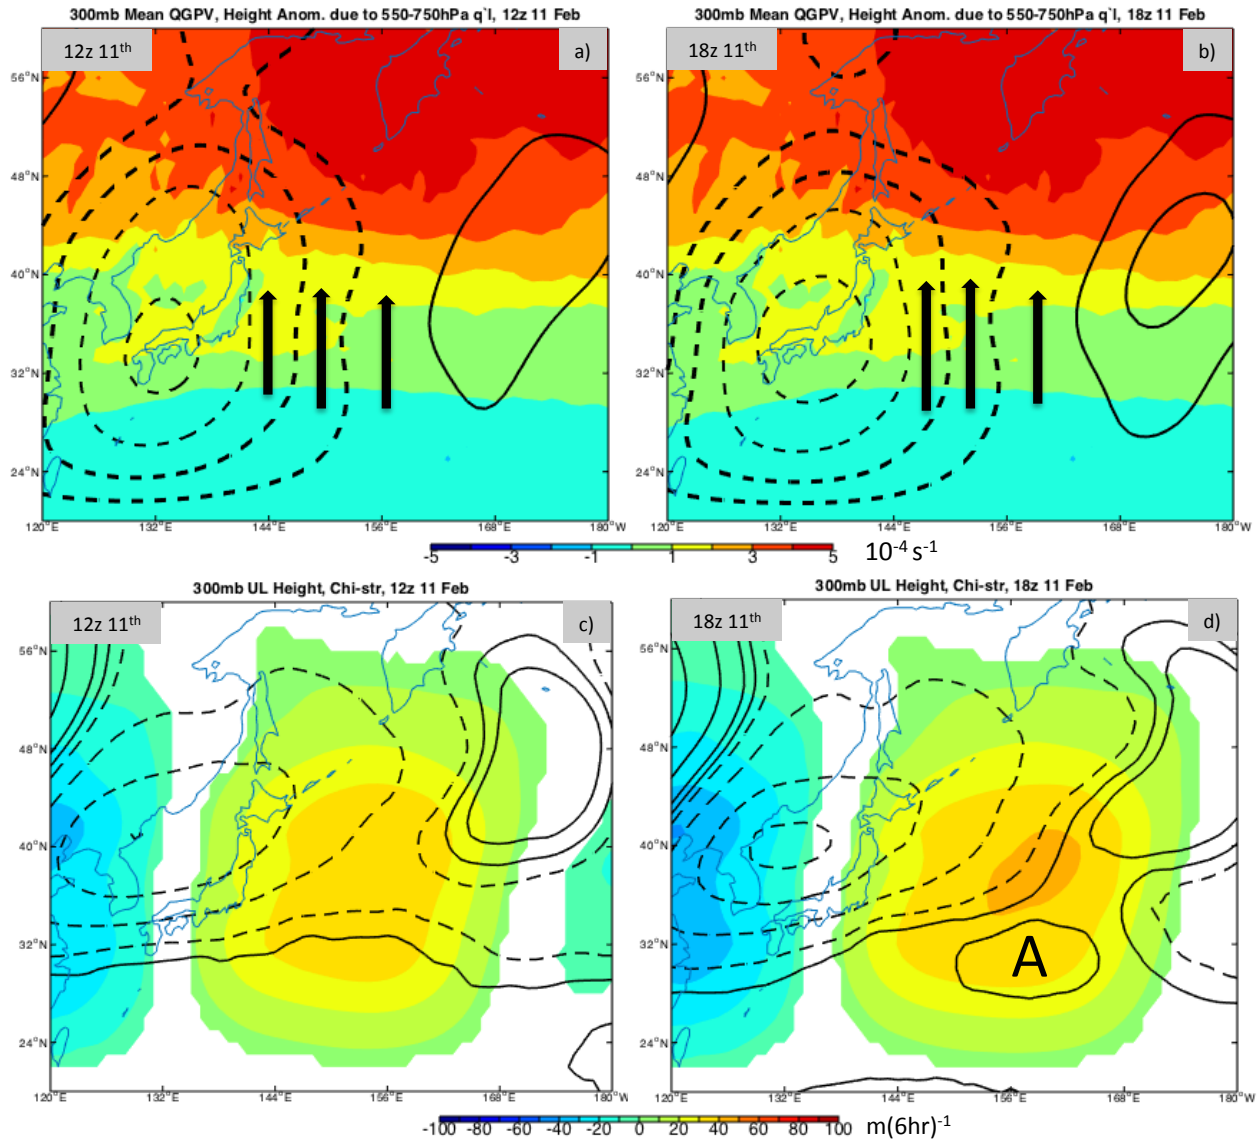 300mb Mean QGPV, Height Anom. due to 550-750hPa q`l, 12z 11 Feb
12z 11th
a)
56°N
48°N
40°N
32°N
24°N
120°E
132°E
144°E
156°E
168°E
180°W
300mb Mean QGPV, Height Anom. due to 550-750hPa q`l, 18z 11 Feb
18z 11th
b)
56°N
48°N
40°N
32°N
24°N
120°E
132°E
144°E
156°E
168°E
180°W
-5 -3 -1 1 3 5 10-4 s-1
300mb UL Height, Chi-str, 12z 11 Feb
12z 11th
c)
56°N
48°N
40°N
32°N
24°N
120°E
132°E
144°E
156°E
168°E
180°W
300mb UL Height, Chi-str, 18z 11 Feb
18z 11th
d)
56°N
48°N
40°N
32°N
24°N
A
120°E
132°E
144°E
156°E
168°E
180°W
-100 -80 -60 -40 -20 0 20 40 60 80 100 m(6hr)-1